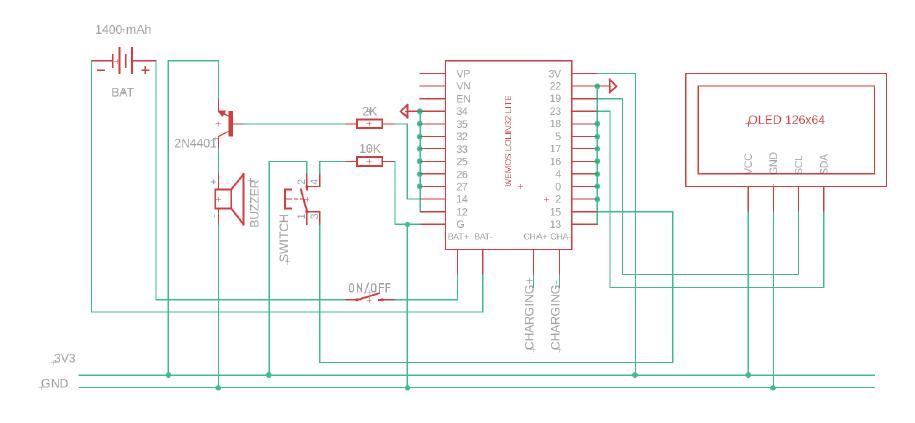 1400 mAh
BAT
- +
2N4401
+
-
BUZZER
SWITCH
2 4
1 3
2K
10K
ON/OFF
WEMOS LOLIN32 LITE
VP
VN
EN
34
35
32
33
25
26
27
14
12
G
3V
22
19
23
18
5
17
16
4
0
2
15
13
BAT+ BAT- CHA+ CHA-
CHARGING+
CHARGING-
OLED 126x64
VCC
GND
SCL
SDA
3V3
GND